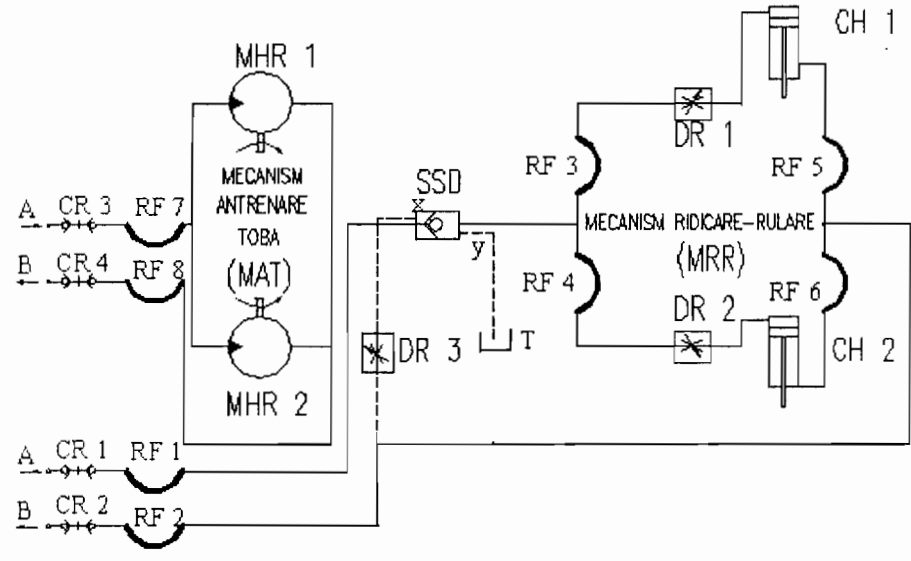 CH 1
MHR 1
DR 1
RF 3
RF 5
MECANISM
ANTRENARE
TOBA
(MAT)
SSD
x
A CR 3 RF 7
MECANISM RIDICARE-RULARE
(MRR)
y
B CR 4 RF 8
RF 4
RF 6
DR 2
T
DR 3
CH 2
MHR 2
A CR 1 RF 1
B CR 2 RF 2